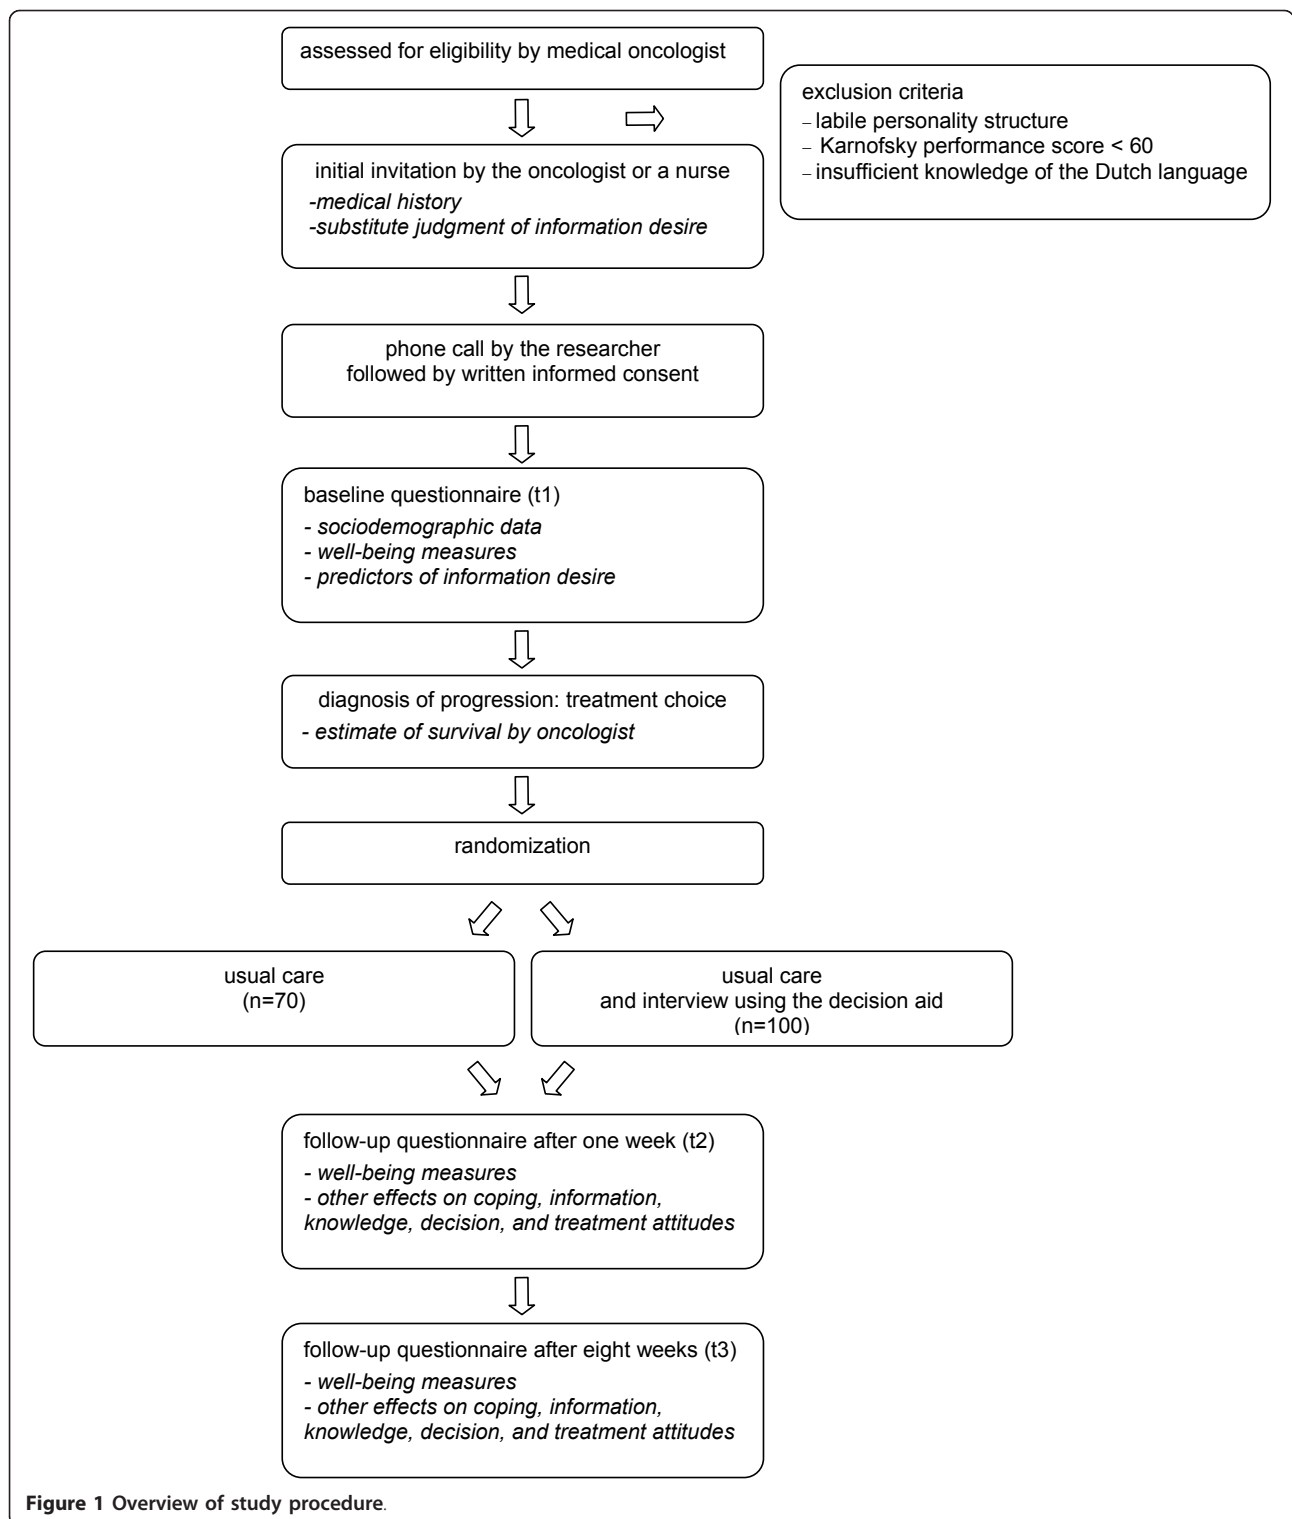 assessed for eligibility by medical oncologist
exclusion criteria
– labile personality structure
– Karnofsky performance score < 60
– insufficient knowledge of the Dutch language
initial invitation by the oncologist or a nurse
-medical history
-substitute judgment of information desire
phone call by the researcher
followed by written informed consent
baseline questionnaire (t1)
- sociodemographic data
- well-being measures
- predictors of information desire
diagnosis of progression: treatment choice
- estimate of survival by oncologist
randomization
usual care
(n=70)
usual care
and interview using the decision aid
(n=100)
follow-up questionnaire after one week (t2)
- well-being measures
- other effects on coping, information,
knowledge, decision, and treatment attitudes
follow-up questionnaire after eight weeks (t3)
- well-being measures
- other effects on coping, information,
knowledge, decision, and treatment attitudes
Figure 1 Overview of study procedure.